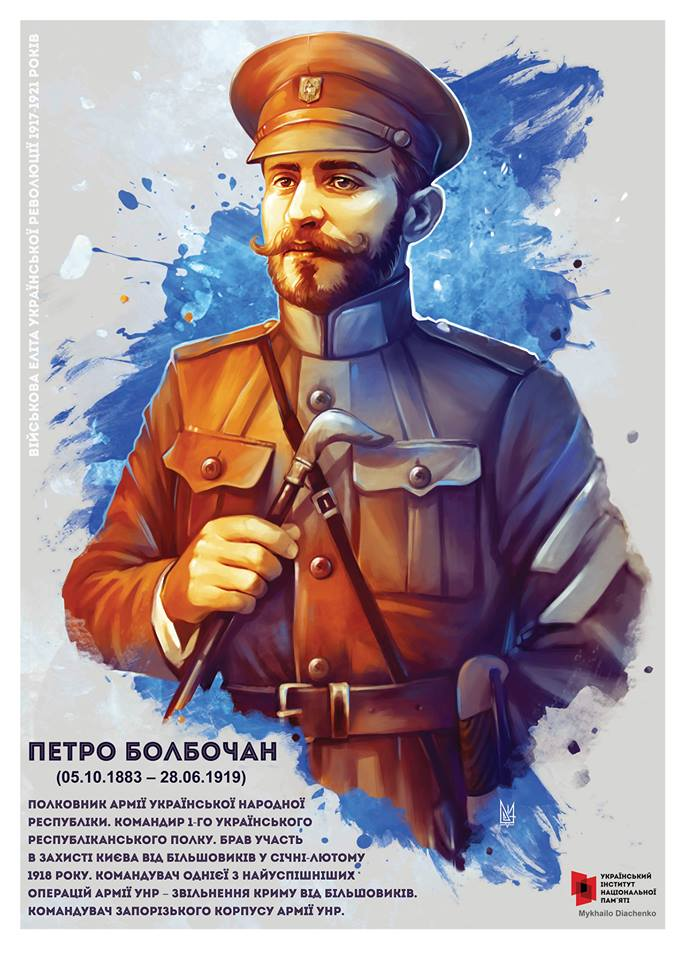 ВІЙСЬКОВА ЕЛІТА УКРАЇНСЬКОЇ РЕВОЛЮЦІЇ 1917-1921 РОКІВ
ПЕТРО БОЛБОЧАН
(05.10.1883 – 28.06.1919)
ПОЛКОВНИК АРМІЇ УКРАЇНСЬКОЇ НАРОДНОЇ
РЕСПУБЛІКИ. КОМАНДИР 1-ГО УКРАЇНСЬКОГО
РЕСПУБЛІКАНСЬКОГО ПОЛКУ. БРАВ УЧАСТЬ
В ЗАХИСТІ КИЄВА ВІД БІЛЬШОВИКІВ У СІЧНІ-ЛЮТОМУ
1918 РОКУ. КОМАНДУВАЧ ОДНІЄЇ З НАЙУСПІШНІШИХ
ОПЕРАЦІЙ АРМІЇ УНР – ЗВІЛЬНЕННЯ КРИМУ ВІД БІЛЬШОВИКІВ.
КОМАНДУВАЧ ЗАПОРІЗЬКОГО КОРПУСУ АРМІЇ УНР.
УКРАЇНСЬКИЙ
ІНСТИТУТ
НАЦІОНАЛЬНОЇ
ПАМ'ЯТІ
Mykhailo Diachenko